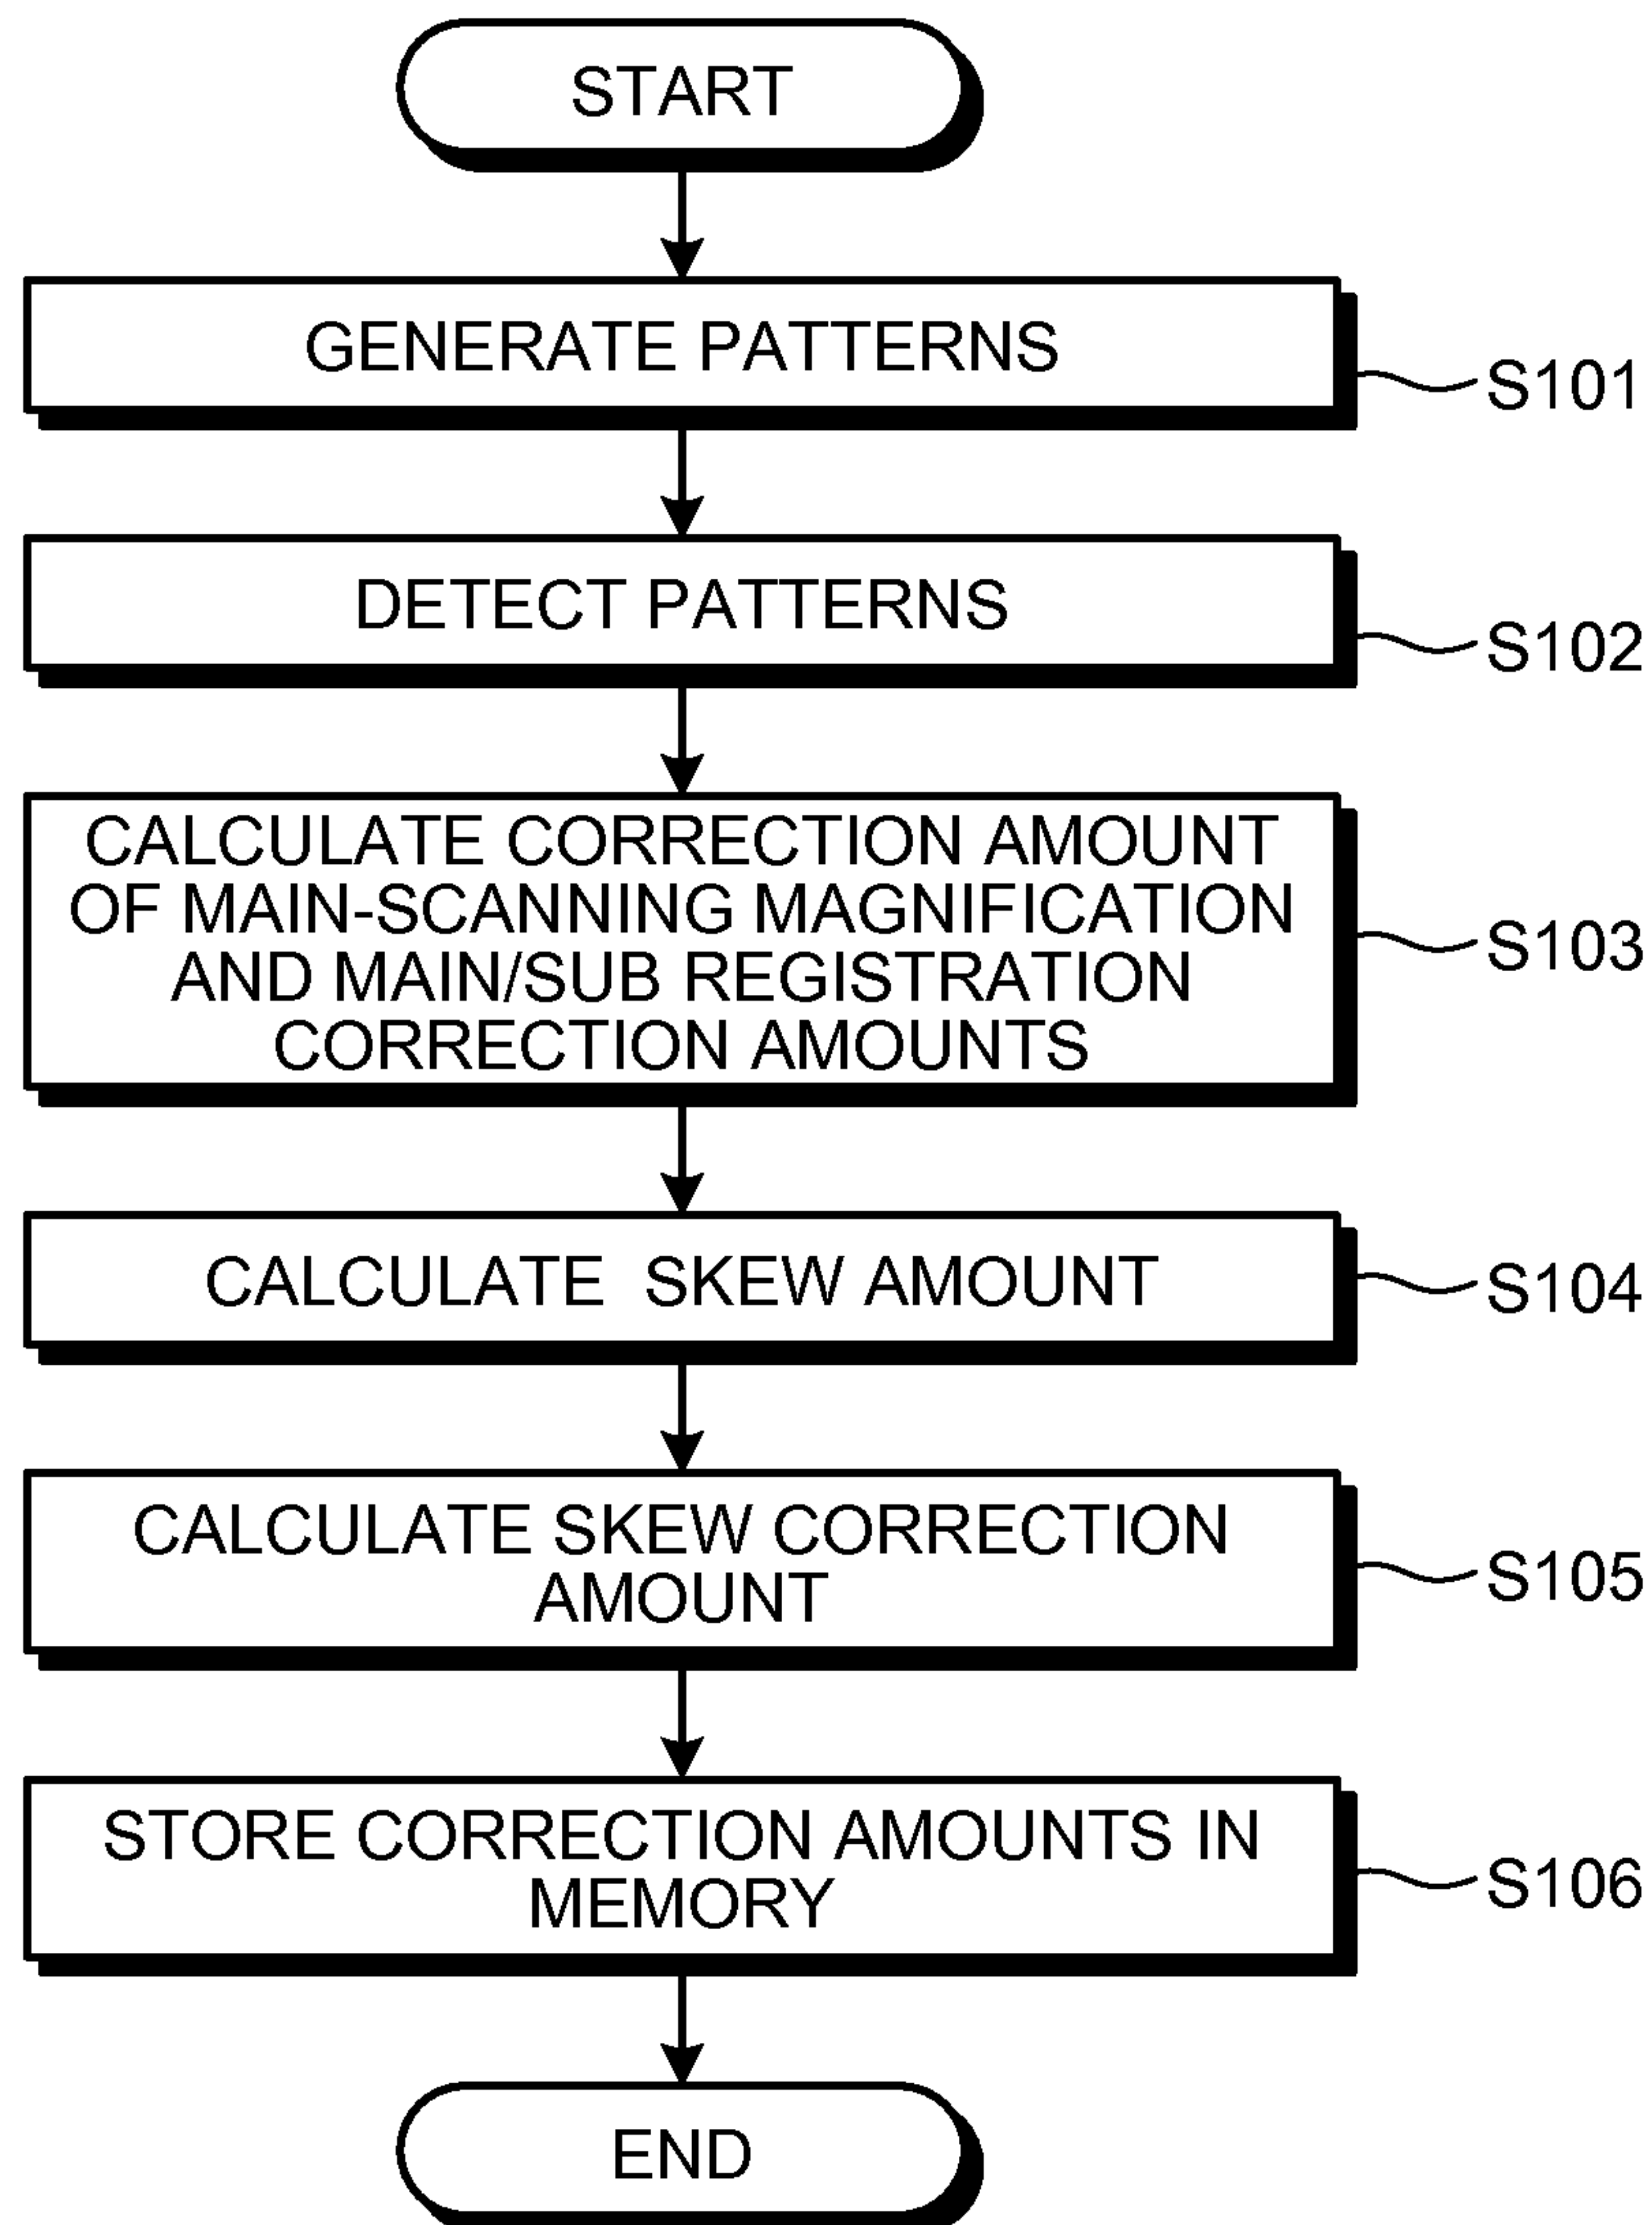 START
GENERATE PATTERNS
S101
DETECT PATTERNS
S102
CALCULATE CORRECTION AMOUNT
OF MAIN-SCANNING MAGNIFICATION
AND MAIN/SUB REGISTRATION
CORRECTION AMOUNTS
S103
CALCULATE SKEW AMOUNT
S104
CALCULATE SKEW CORRECTION
AMOUNT
S105
STORE CORRECTION AMOUNTS IN
MEMORY
S106
END